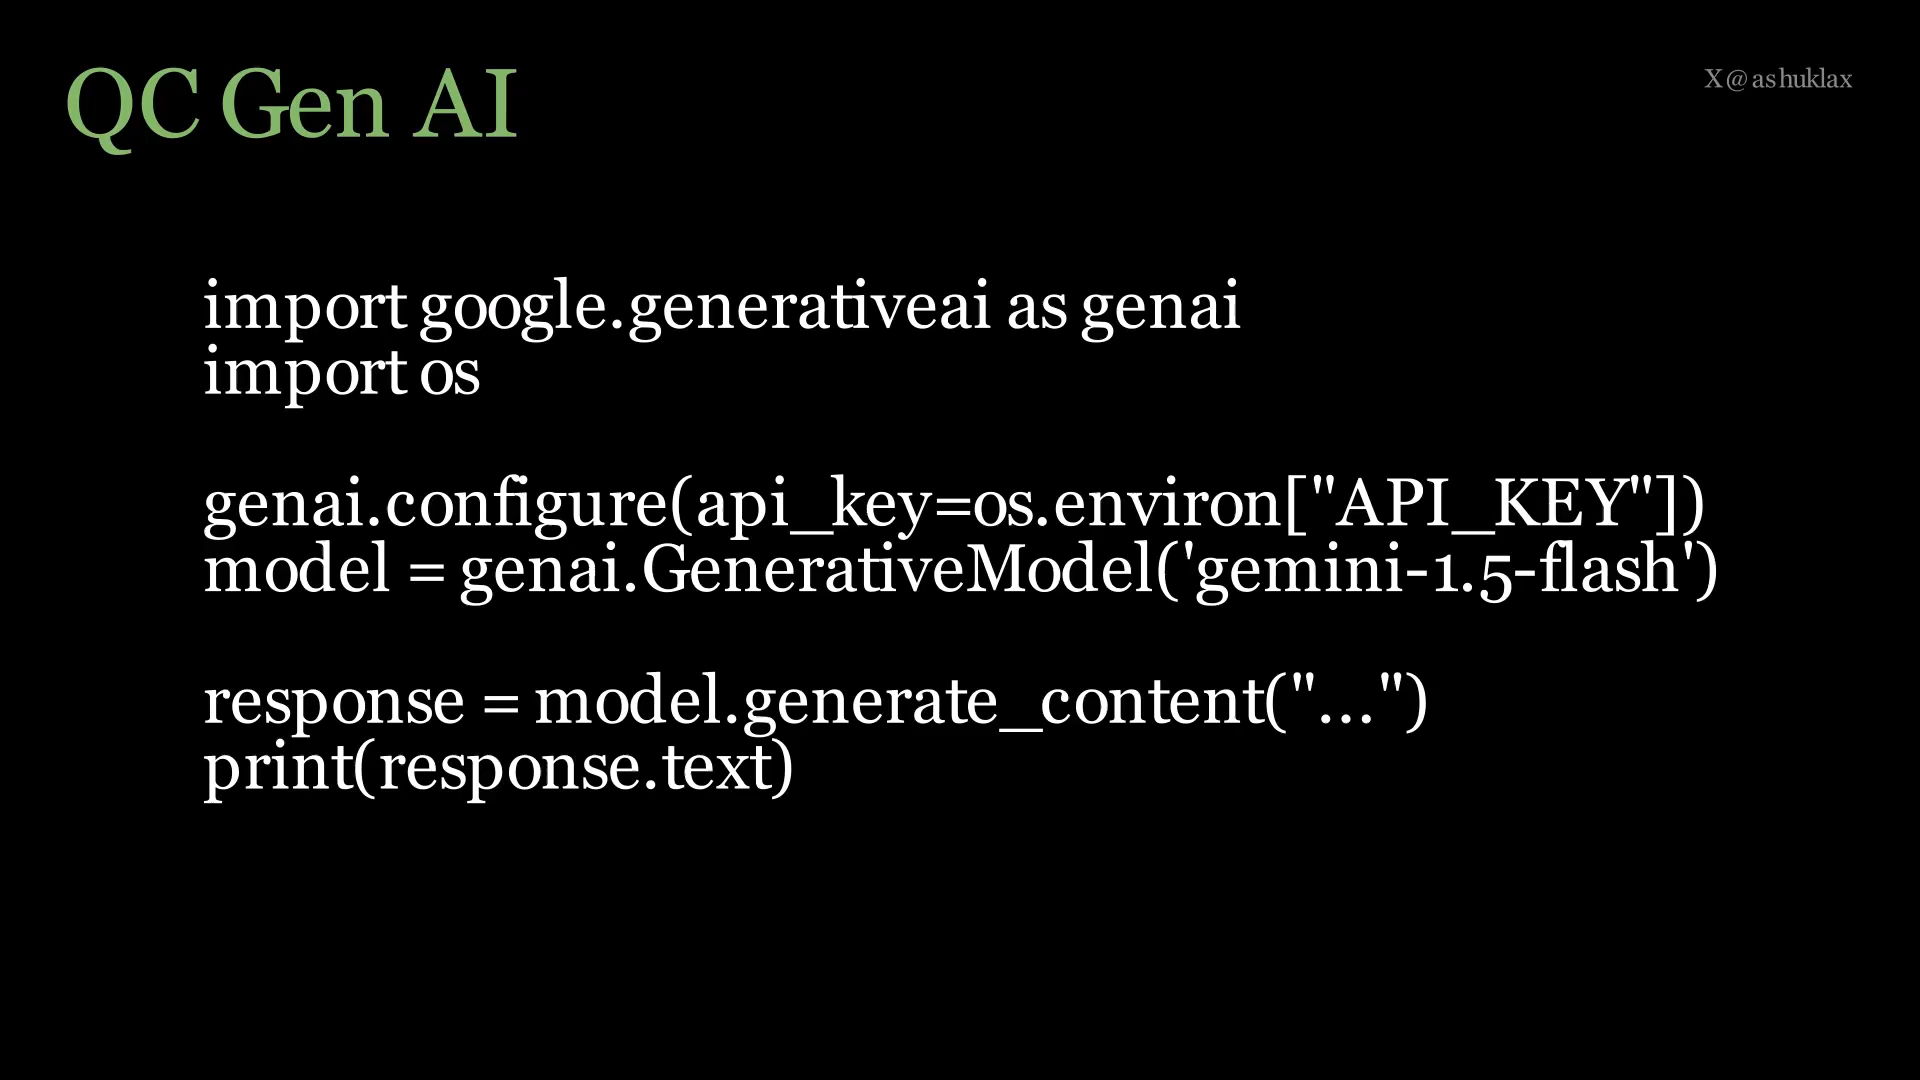 QC Gen AI
X@ashuklax
import google.generativeai as genai
import os
genai.configure(api_key=os.environ["API_KEY"])
model = genai.GenerativeModel('gemini-1.5-flash')
response = model.generate_content("...")
print(response.text)